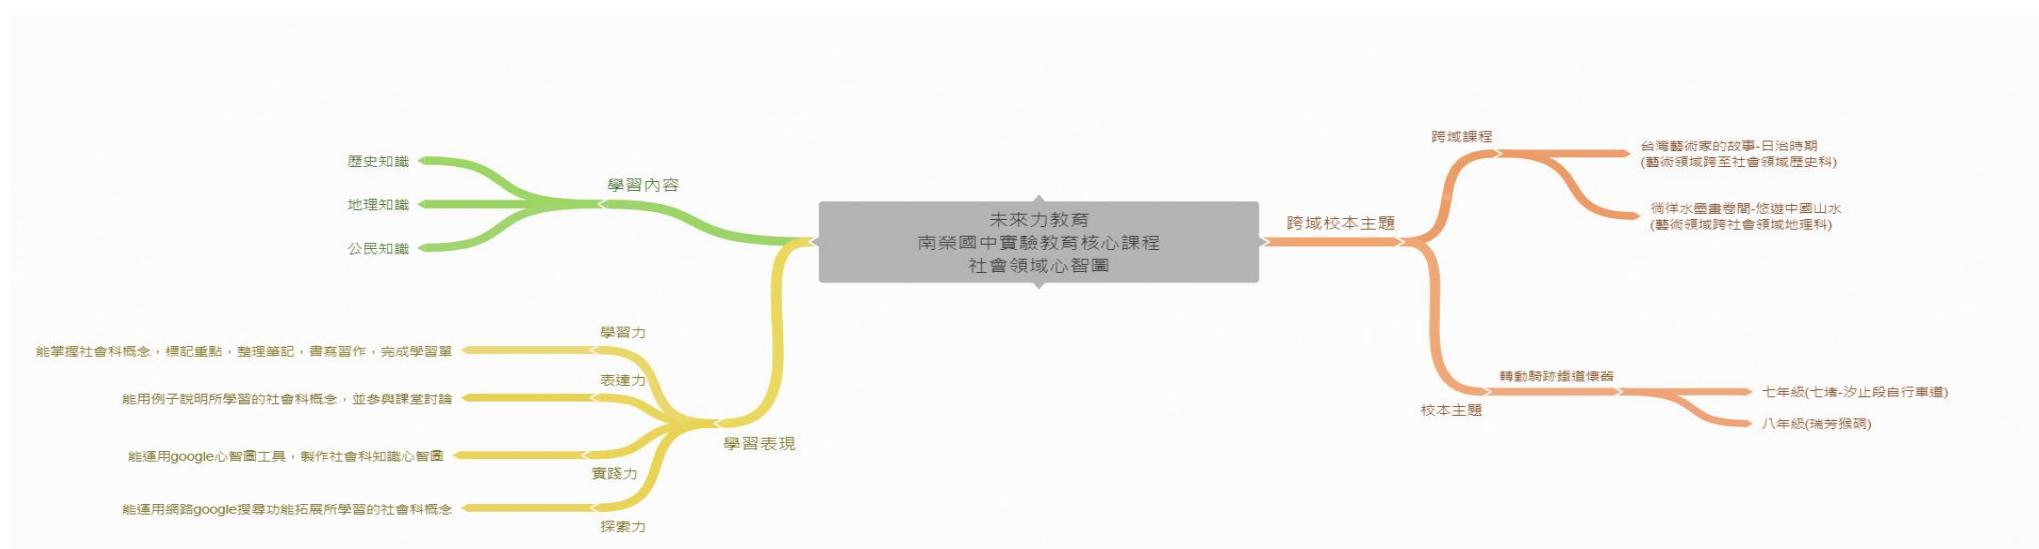 未來力教育
南榮國中實驗教育核心課程
社會領域心智圖
學習內容
歷史知識
地理知識
公民知識
學習表現
學習力
能掌握社會科概念，標記重點，整理筆記，書寫習作，完成學習單
表達力
能用例子說明所學習的社會科概念，並參與課堂討論
實踐力
能運用google心智圖工具，製作社會科知識心智圖
探索力
能運用網路google搜尋功能拓展所學習的社會科概念
跨域校本主題
跨域課程
台灣藝術家的故事-日治時期
(藝術領域跨至社會領域歷史科)
徜徉水墨畫卷間-悠遊中國山水
(藝術領域跨社會領域地理科)
校本主題
轉動騎跡鐵道懷舊
七年級(七堵-汐止段自行車道)
八年級(瑞芳猴硐)